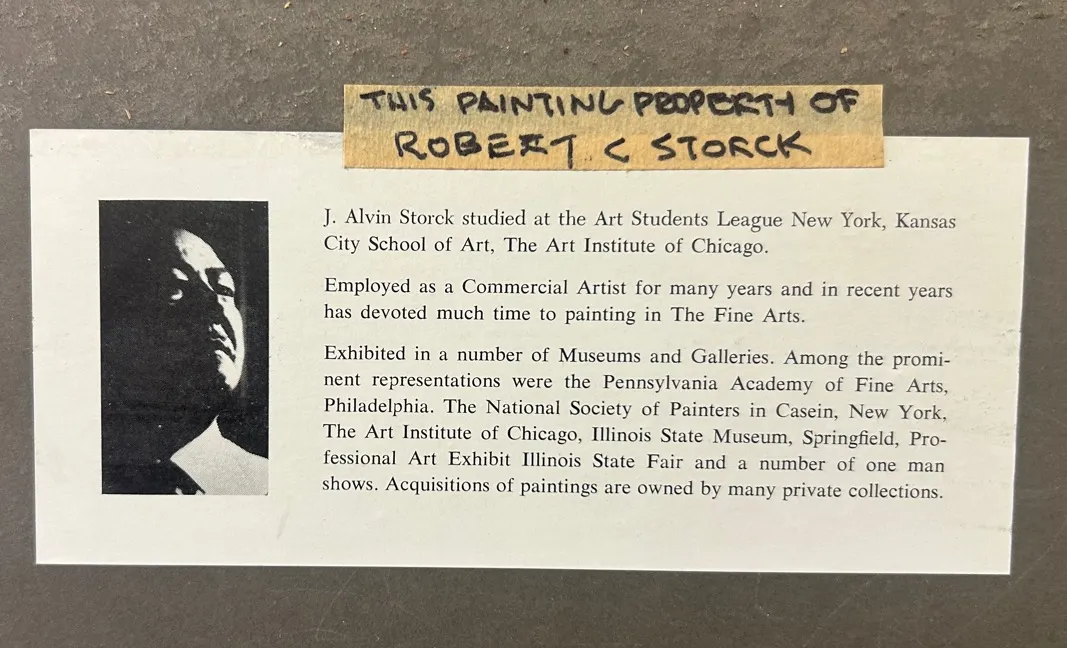 THIS PAINTING PROPERTY OF
ROBERT C STORCK
J. Alvin Storck studied at the Art Students League New York, Kansas
City School of Art, The Art Institute of Chicago.
Employed as a Commercial Artist for many years and in recent years
has devoted much time to painting in The Fine Arts.
Exhibited in a number of Museums and Galleries. Among the promi-
nent representations were the Pennsylvania Academy of Fine Arts,
Philadelphia. The National Society of Painters in Casein, New York,
The Art Institute of Chicago, Illinois State Museum, Springfield, Pro-
fessional Art Exhibit Illinois State Fair and a number of one man
shows. Acquisitions of paintings are owned by many private collections.